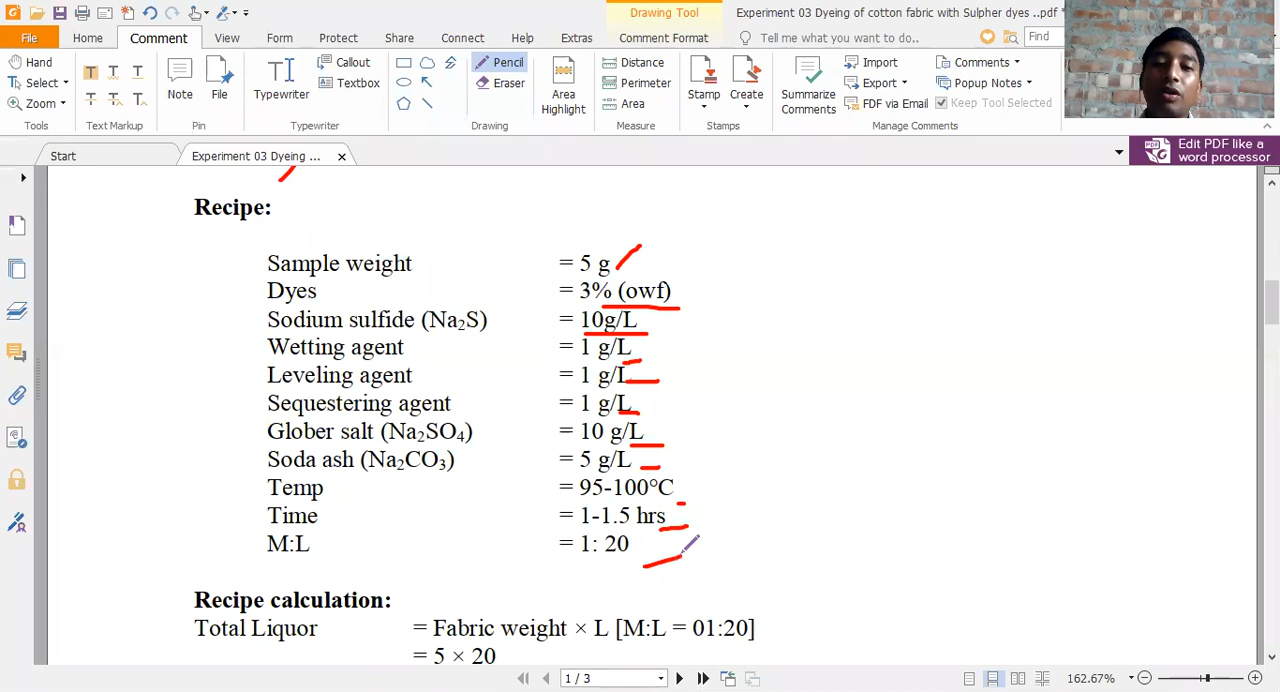 Drawing Tool
Experiment 03 Dyeing of cotton fabric with Sulpher dyes ..pdf *
File Home Comment View Form Protect Share Connect Help Extras Comment Format Tell me what you want to do.. Find
Hand
Select
Zoom
Tools
Text Markup
Note
File
Pin
Typewriter
Callout
Textbox
Typewriter
Pencil
Eraser
Drawing
Area
Highlight
Distance
Perimeter
Area
Measure
Stamp
Create
Stamps
Summarize
Comments
Import
Export
FDF via Email
Comments
Popup Notes
Keep Tool Selected
Manage Comments
Start
Experiment 03 Dyeing ...
Edit PDF like a
word processor
Recipe:
Sample weight = 5 g
Dyes = 3% (owf)
Sodium sulfide (Na₂S) = 10g/L
Wetting agent = 1 g/L
Leveling agent = 1 g/L
Sequestering agent = 1 g/L
Glober salt (Na₂SO₄) = 10 g/L
Soda ash (Na₂CO₃) = 5 g/L
Temp = 95-100°C
Time = 1-1.5 hrs
M:L = 1: 20
Recipe calculation:
Total Liquor = Fabric weight × L [M:L = 01:20]
= 5 × 20
1 / 3
162.67%